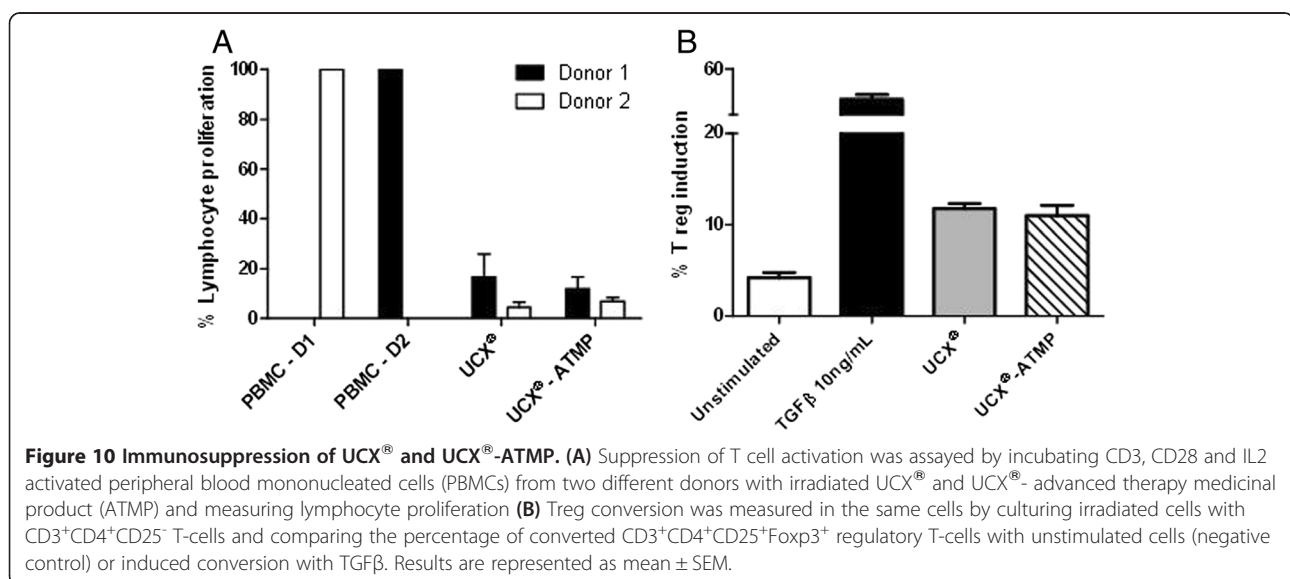 A
B
% Lymphocyte proliferation
100
80
60
40
20
0
Donor 1
Donor 2
PBMC - D1
PBMC - D2
UCX®
UCX® - ATMP
% T reg induction
60
20
10
0
Unstimulated
TGFβ 10ng/mL
UCX®
UCX®-ATMP
Figure 10 Immunosuppression of UCX® and UCX®-ATMP. (A) Suppression of T cell activation was assayed by incubating CD3, CD28 and IL2
activated peripheral blood mononucleated cells (PBMCs) from two different donors with irradiated UCX® and UCX®- advanced therapy medicinal
product (ATMP) and measuring lymphocyte proliferation (B) Treg conversion was measured in the same cells by culturing irradiated cells with
CD3⁺CD4⁺CD25⁻ T-cells and comparing the percentage of converted CD3⁺CD4⁺CD25⁺Foxp3⁺ regulatory T-cells with unstimulated cells (negative
control) or induced conversion with TGFβ. Results are represented as mean ± SEM.